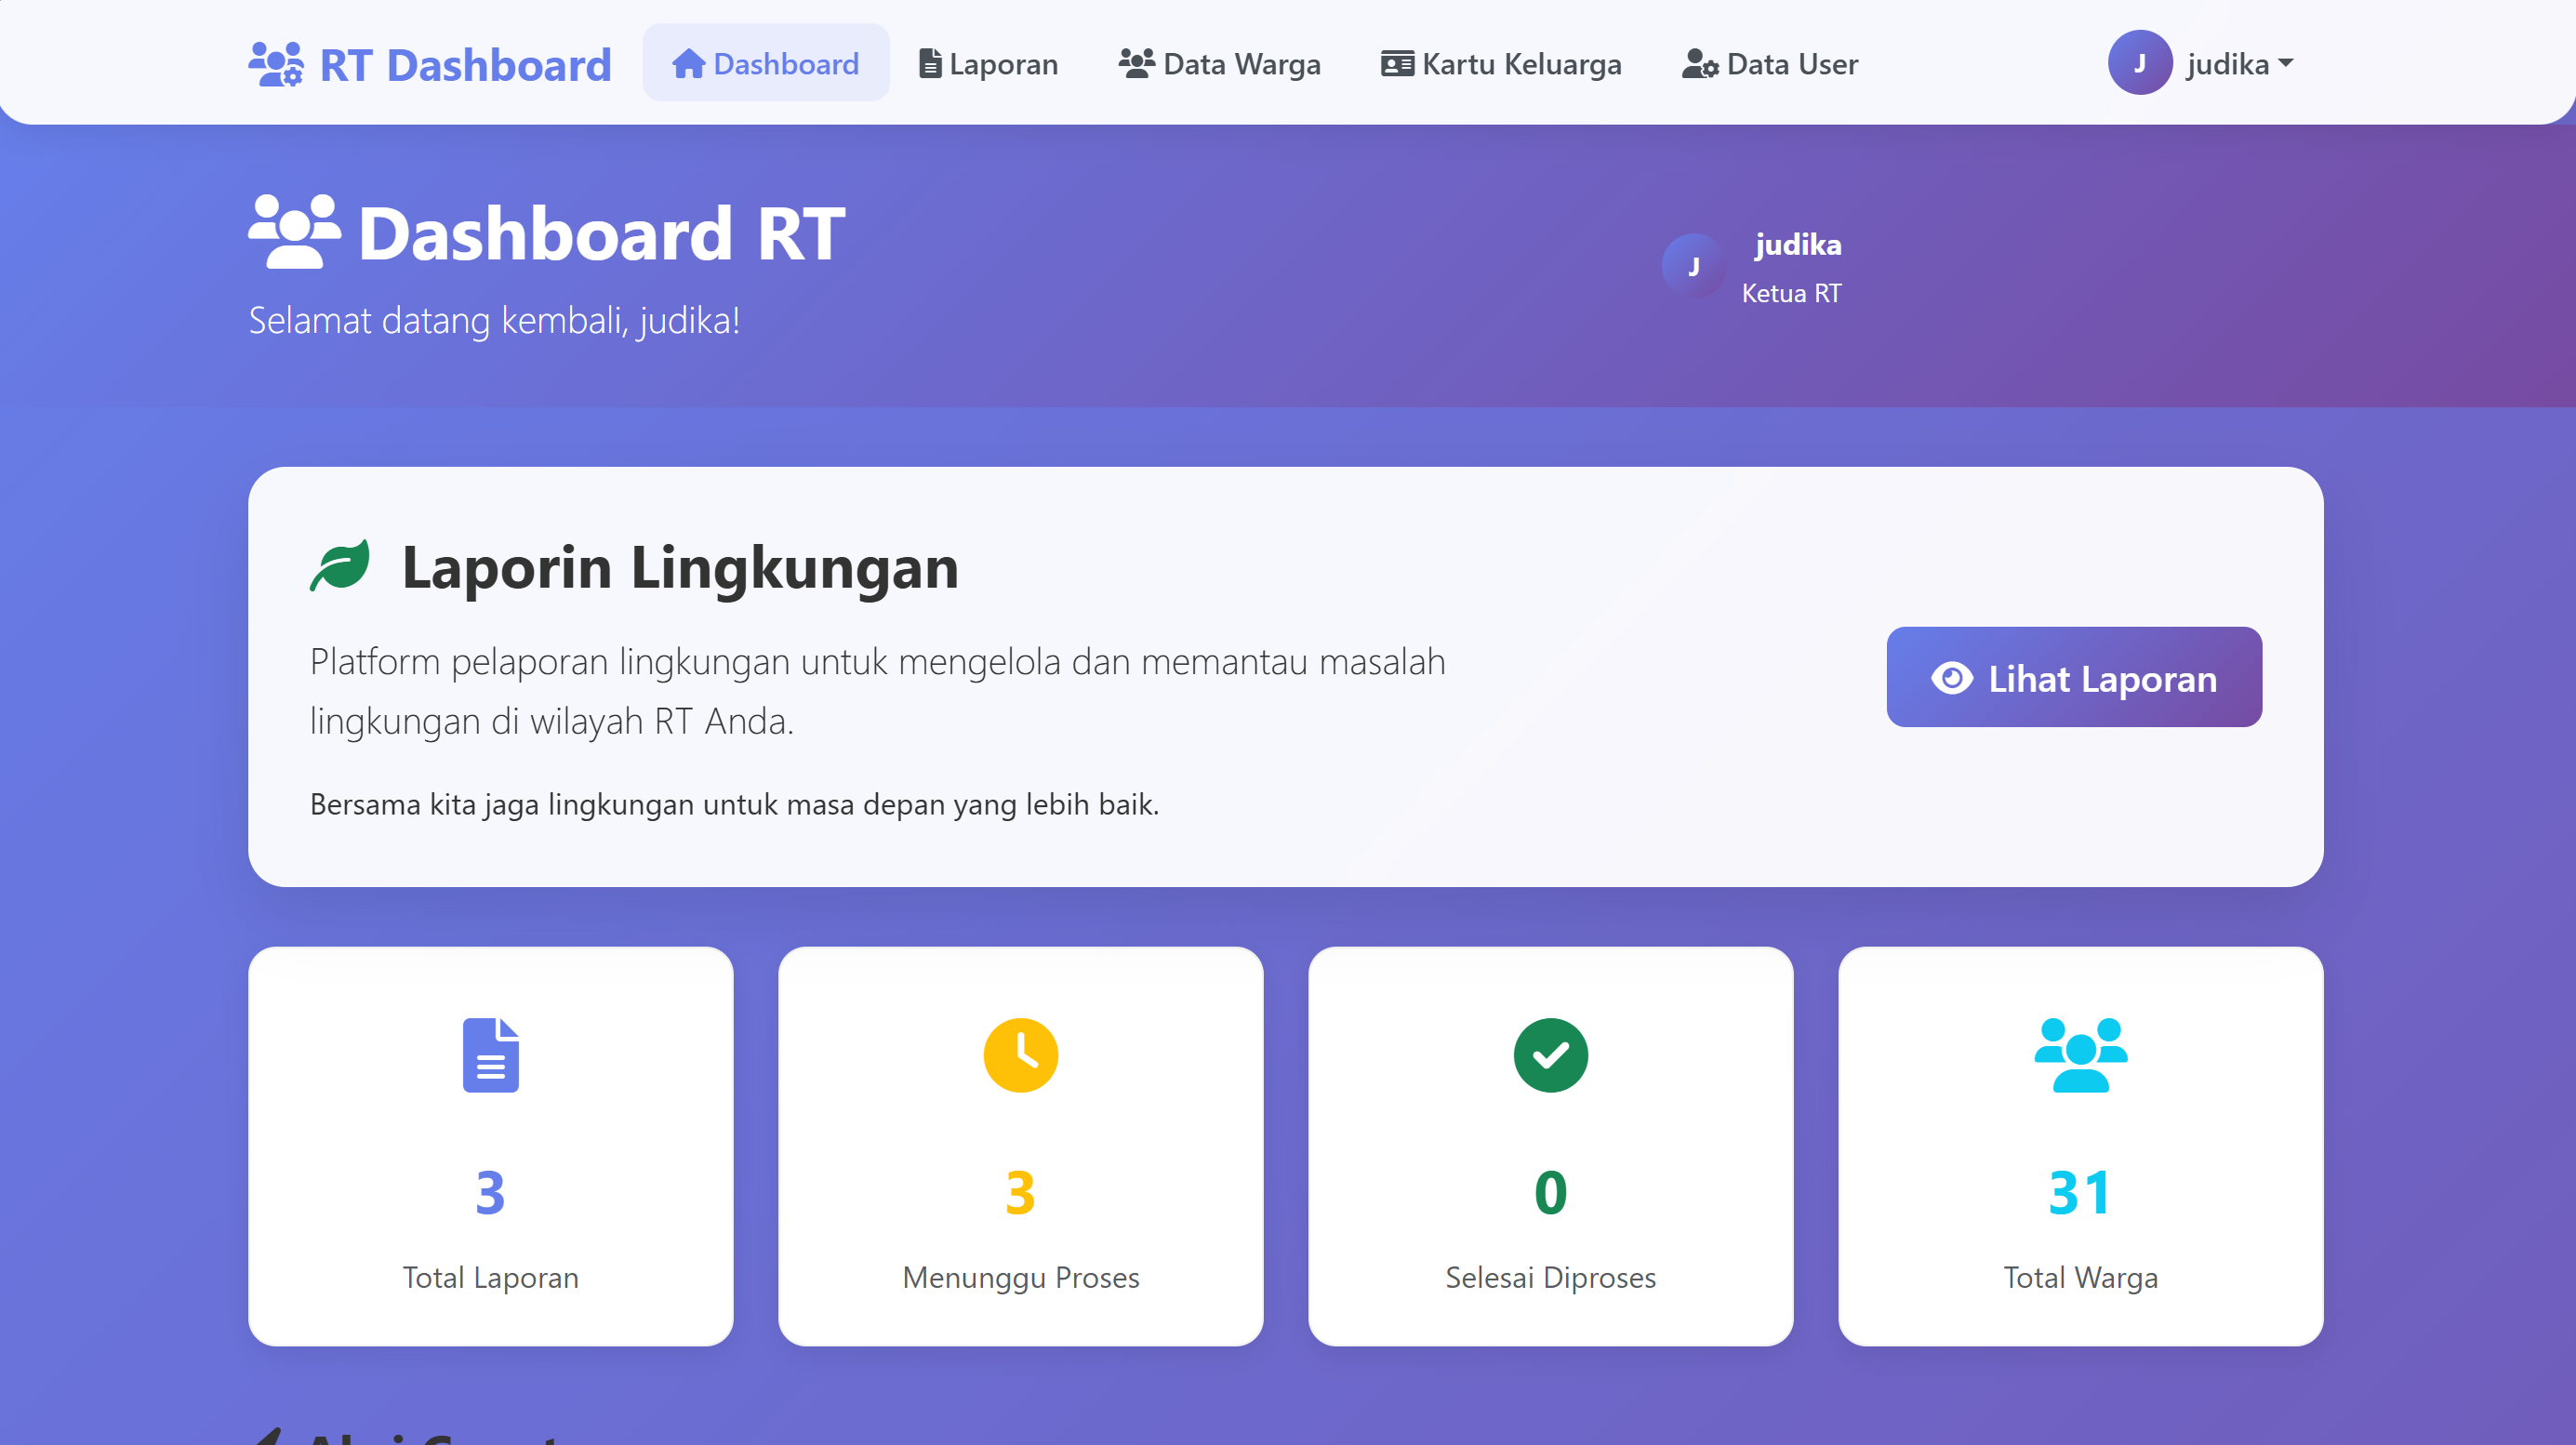 RT Dashboard
Dashboard
Laporan
Data Warga
Kartu Keluarga
Data User
J
judika
Dashboard RT
Selamat datang kembali, judika!
J
judika
Ketua RT
Laporin Lingkungan
Platform pelaporan lingkungan untuk mengelola dan memantau masalah
lingkungan di wilayah RT Anda.
Bersama kita jaga lingkungan untuk masa depan yang lebih baik.
Lihat Laporan
3
Total Laporan
3
Menunggu Proses
0
Selesai Diproses
31
Total Warga